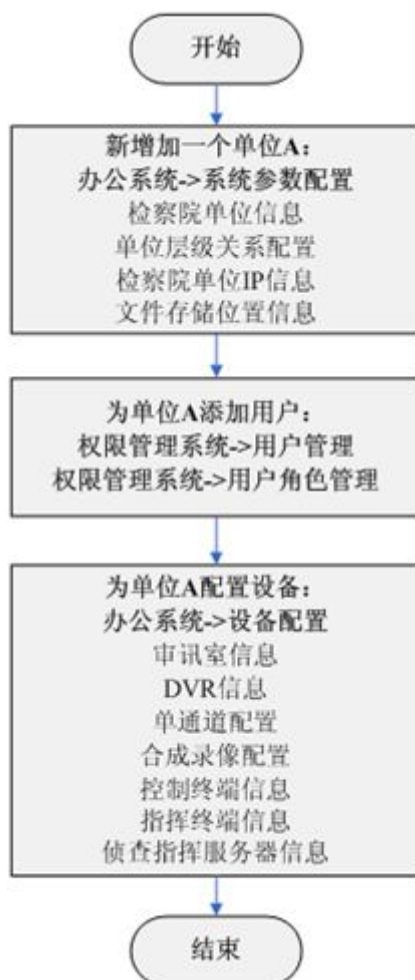 开始
新增加一个单位A：
办公系统->系统参数配置
检察院单位信息
单位层级关系配置
检察院单位IP信息
文件存储位置信息
为单位A添加用户：
权限管理系统->用户管理
权限管理系统->用户角色管理
为单位A配置设备：
办公系统->设备配置
审讯室信息
DVR信息
单通道配置
合成录像配置
控制终端信息
指挥终端信息
侦查指挥服务器信息
结束